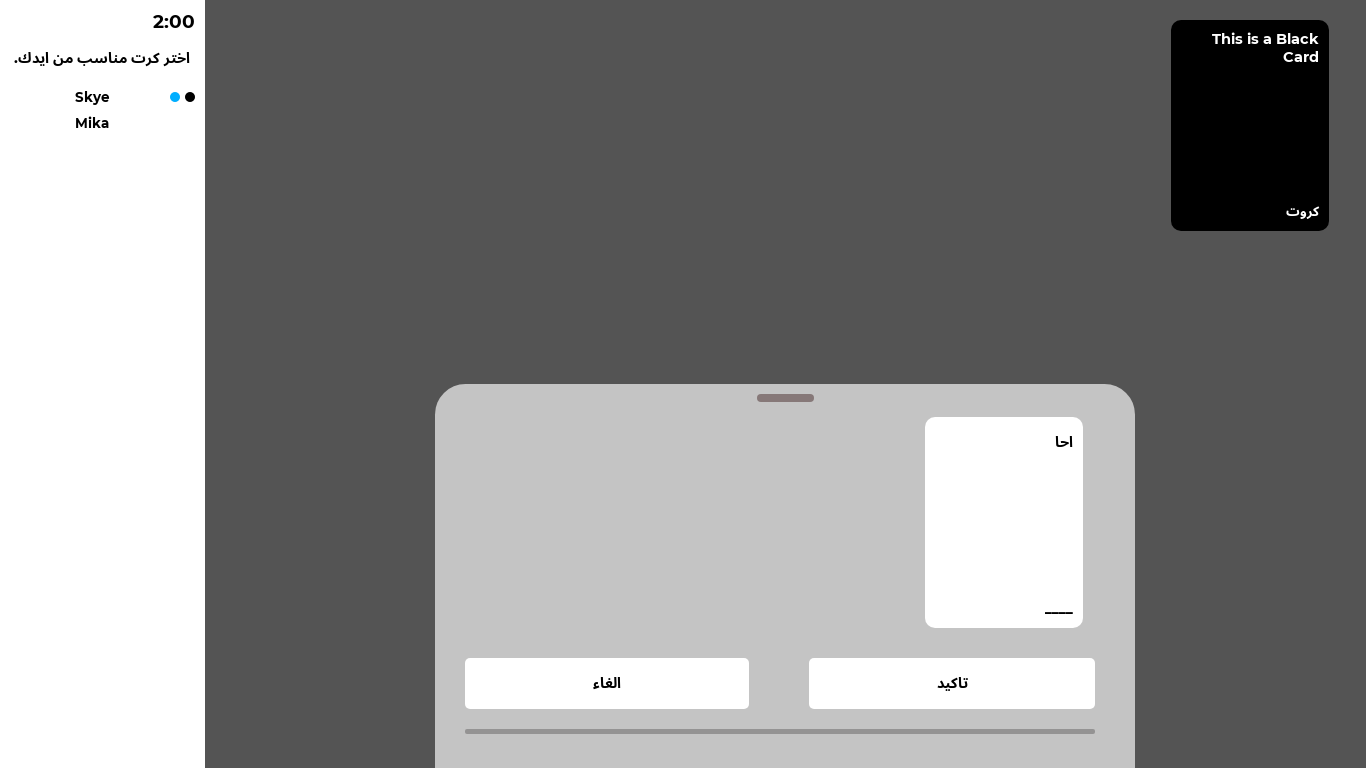 2:00
اختر كرت مناسب من ايدك.
Skye
Mika
This is a Black
Card
كروت
احا
____
تاكيد
الغاء